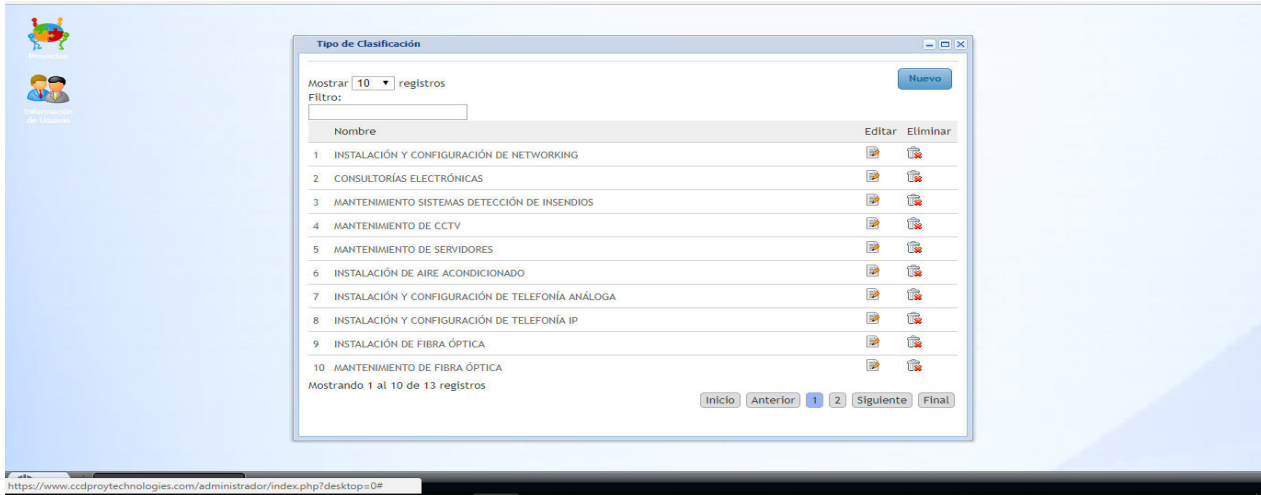 Proyectos
Información
de Usuario
Tipo de Clasificación
Mostrar 10 registros
Nuevo
Filtro:
Nombre Editar Eliminar
1 INSTALACIÓN Y CONFIGURACIÓN DE NETWORKING
2 CONSULTORÍAS ELECTRÓNICAS
3 MANTENIMIENTO SISTEMAS DETECCIÓN DE INSENDIOS
4 MANTENIMIENTO DE CCTV
5 MANTENIMIENTO DE SERVIDORES
6 INSTALACIÓN DE AIRE ACONDICIONADO
7 INSTALACIÓN Y CONFIGURACIÓN DE TELEFONÍA ANÁLOGA
8 INSTALACIÓN Y CONFIGURACIÓN DE TELEFONÍA IP
9 INSTALACIÓN DE FIBRA ÓPTICA
10 MANTENIMIENTO DE FIBRA ÓPTICA
Mostrando 1 al 10 de 13 registros
Inicio Anterior 1 2 Siguiente Final
https://www.ccdproytechnologies.com/administrador/index.php?desktop=0#